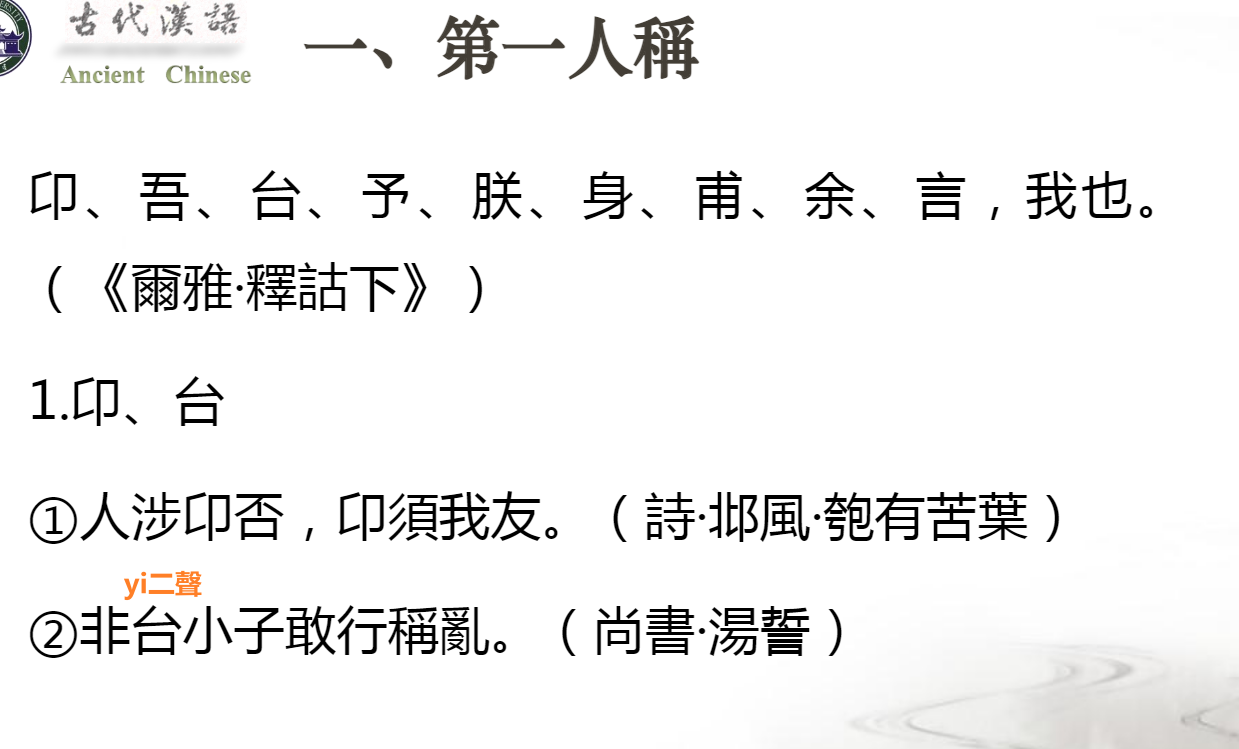 古代漢語
Ancient Chinese
一、第一人稱
卬、吾、台、予、朕、身、甫、余、言，我也。
（《爾雅·釋詁下》）
1.卬、台
①人涉卬否，卬須我友。（詩·邶風·匏有苦葉）
yi二聲
②非台小子敢行稱亂。（尚書·湯誓）